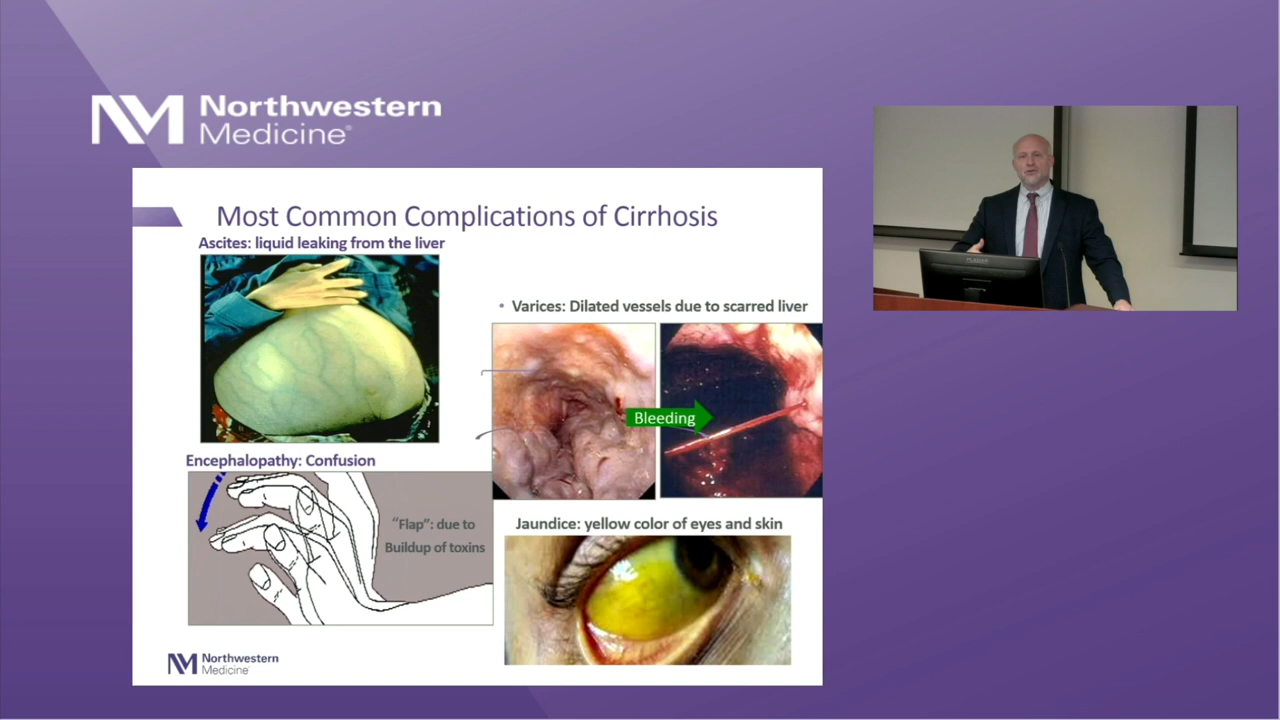 Northwestern
Medicine®
Most Common Complications of Cirrhosis
Ascites: liquid leaking from the liver
• Varices: Dilated vessels due to scarred liver
Bleeding
Encephalopathy: Confusion
"Flap": due to
Buildup of toxins
Jaundice: yellow color of eyes and skin
Northwestern
Medicine
PLANAR